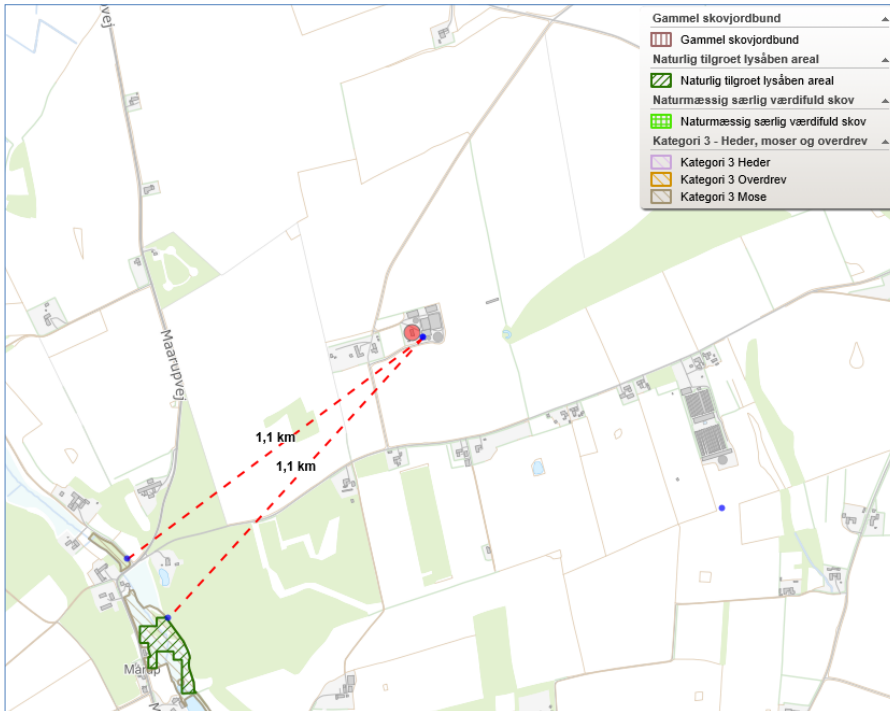 Gammel skovjordbund
Gammel skovjordbund
Naturlig tilgroet lysåben areal
Naturlig tilgroet lysåben areal
Naturmæssig særlig værdifuld skov
Naturmæssig særlig værdifuld skov
Kategori 3 - Heder, moser og overdrev
Kategori 3 Heder
Kategori 3 Overdrev
Kategori 3 Mose
Maarupvej
1,1 km
1,1 km